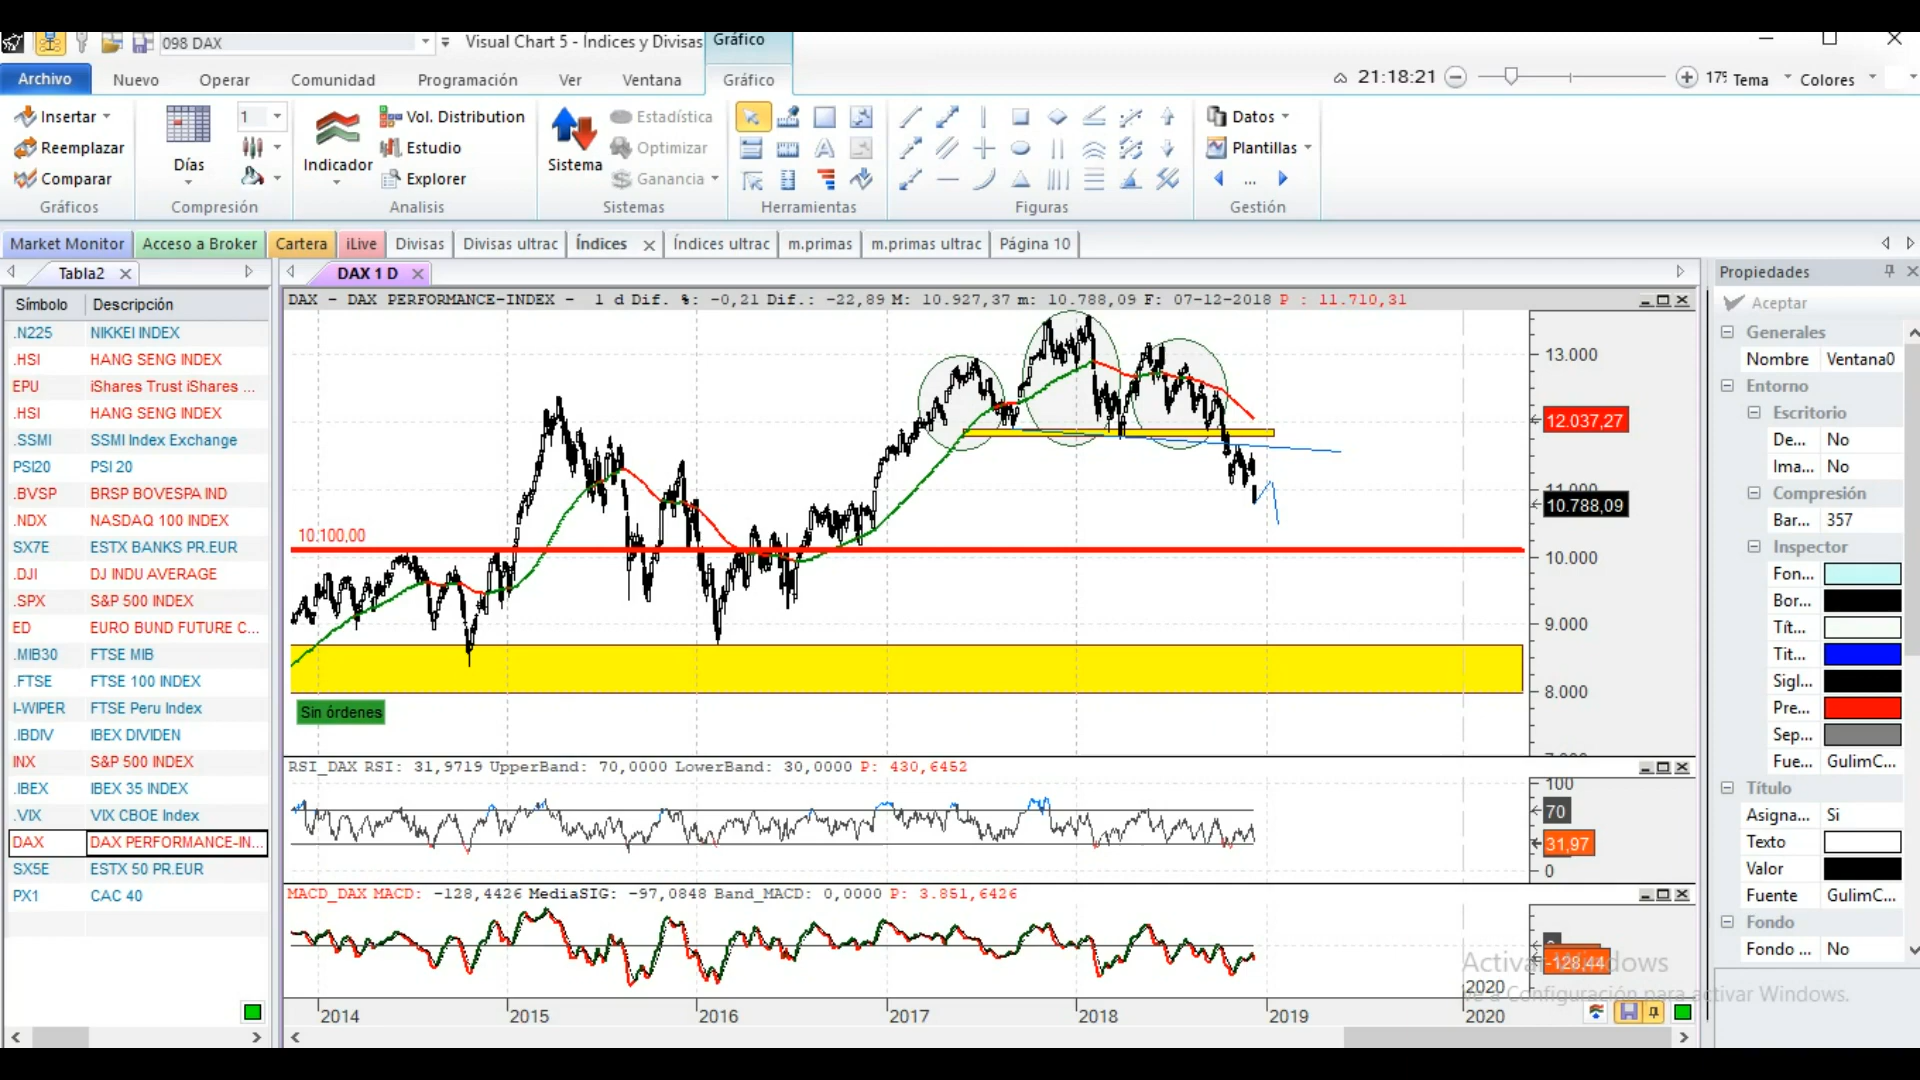 098 DAX
Visual Chart 5 - Índices y Divisas
Gráfico
Archivo
Nuevo
Operar
Comunidad
Programación
Ver
Ventana
Gráfico
21:18:21
Tema
Colores
Insertar
Reemplazar
Comparar
Gráficos
Días
1
Compresión
Indicador
Vol. Distribution
Estudio
Explorer
Analisis
Sistema
Estadística
Optimizar
Ganancia
Sistemas
Herramientas
Figuras
Datos
Plantillas
...
Gestión
Market Monitor
Acceso a Broker
Cartera
iLive
Divisas
Divisas ultrac
Índices
Índices ultrac
m.primas
m.primas ultrac
Página 10
Tabla2
Símbolo Descripción
.N225 NIKKEI INDEX
.HSI HANG SENG INDEX
EPU iShares Trust iShares ...
.HSI HANG SENG INDEX
.SSMI SSMI Index Exchange
PSI20 PSI 20
.BVSP BRSP BOVESPA IND
.NDX NASDAQ 100 INDEX
SX7E ESTX BANKS PR.EUR
.DJI DJ INDU AVERAGE
.SPX S&P 500 INDEX
ED EURO BUND FUTURE C...
.MIB30 FTSE MIB
.FTSE FTSE 100 INDEX
I-WIPER FTSE Peru Index
.IBDIV IBEX DIVIDEN
INX S&P 500 INDEX
.IBEX IBEX 35 INDEX
.VIX VIX CBOE Index
DAX DAX PERFORMANCE-IN...
SX5E ESTX 50 PR.EUR
PX1 CAC 40
DAX 1 D
DAX - DAX PERFORMANCE-INDEX - 1 d Dif. %: -0,21 Dif.: -22,89 M: 10.927,37 m: 10.788,09 F: 07-12-2018 P : 11.710,31
13.000
12.037,27
11.000
10.788,09
10.100,00
10.000
9.000
8.000
Sin órdenes
RSI_DAX RSI: 31,9719 UpperBand: 70,0000 LowerBand: 30,0000 P: 430,6452
100
70
31,97
0
MACD_DAX MACD: -128,4426 MediaSIG: -97,0848 Band_MACD: 0,0000 P: 3.851,6426
-128,44
2020
2014 2015 2016 2017 2018 2019 2020
Propiedades
Aceptar
Generales
Nombre Ventana0
Entorno
Escritorio
De... No
Ima... No
Compresión
Bar... 357
Inspector
Fon...
Bor...
Tít...
Tit...
Sigl...
Pre...
Sep...
Fue... GulimC...
Título
Asigna... Si
Texto
Valor
Fuente GulimC...
Fondo
Fondo ... No